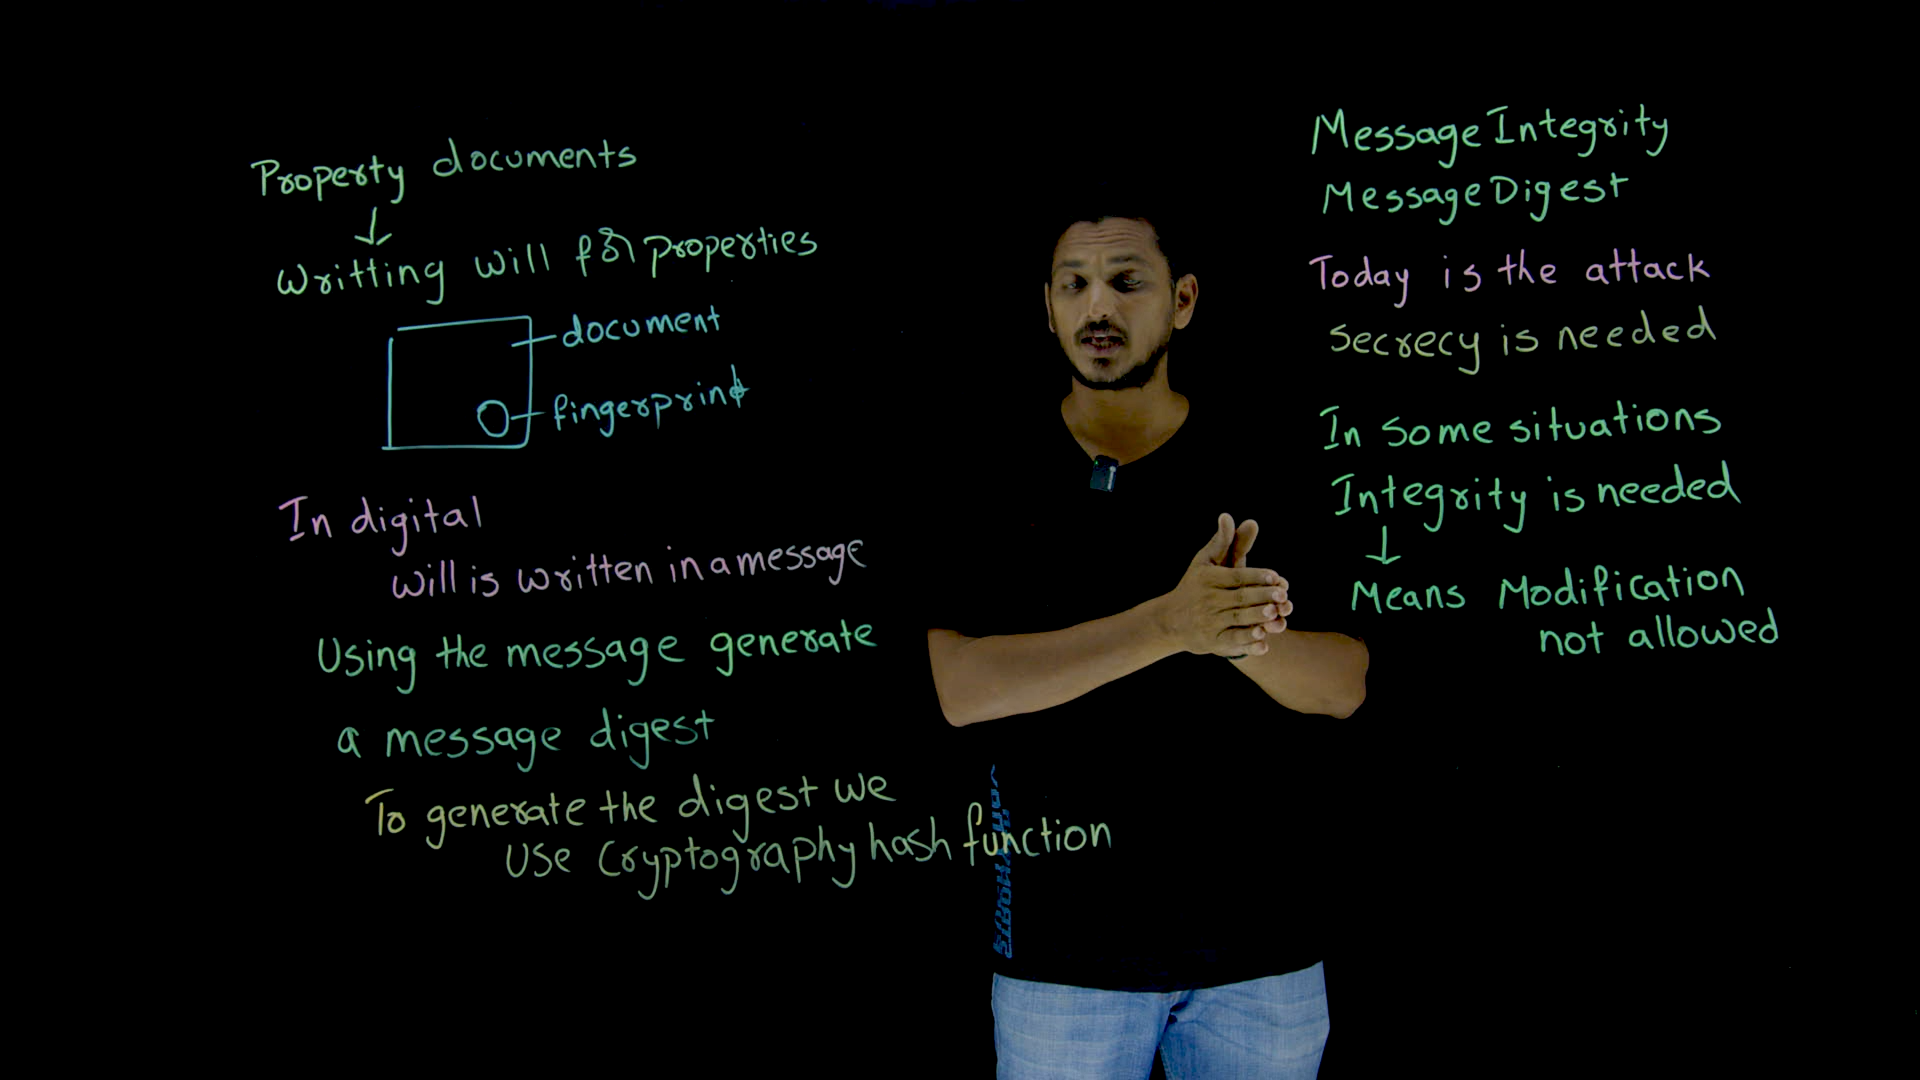 Property documents
↓
Writting will for properties
document
fingerprint
In digital
will is written in a message
Using the message generate
a message digest
To generate the digest we
use Cryptography hash function
Message Integrity
Message Digest
Today is the attack
secrecy is needed
In some situations
Integrity is needed
↓
Means Modification
not allowed